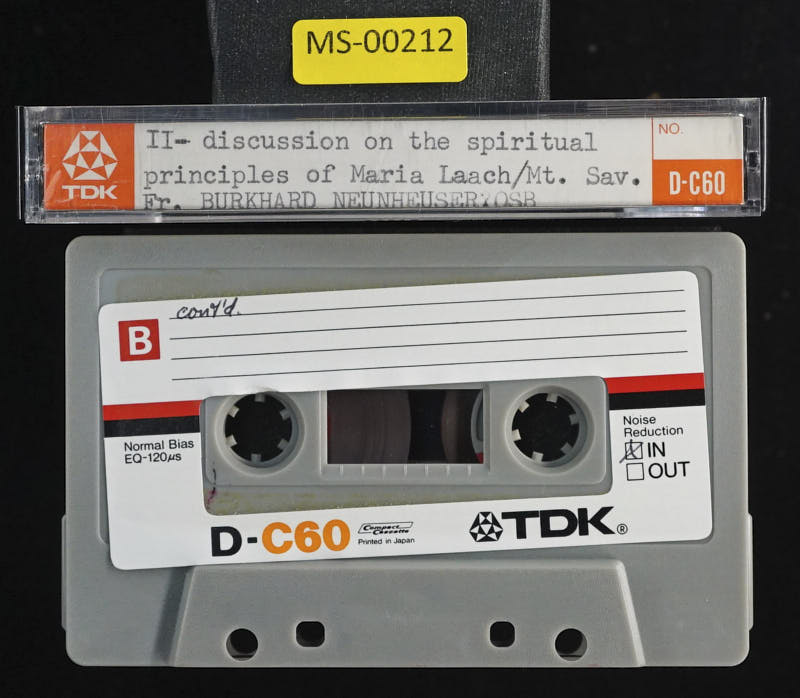 MS-00212
TDK
II- discussion on the spiritual
principles of Maria Laach/Mt. Sav.
Fr. BURKHARD NEUNHEUSER, OSB
NO.
D-C60
B
cont'd.
Normal Bias
EQ-120µs
Noise
Reduction
IN
OUT
D-C60
Compact
Cassette
Printed in Japan
TDK®